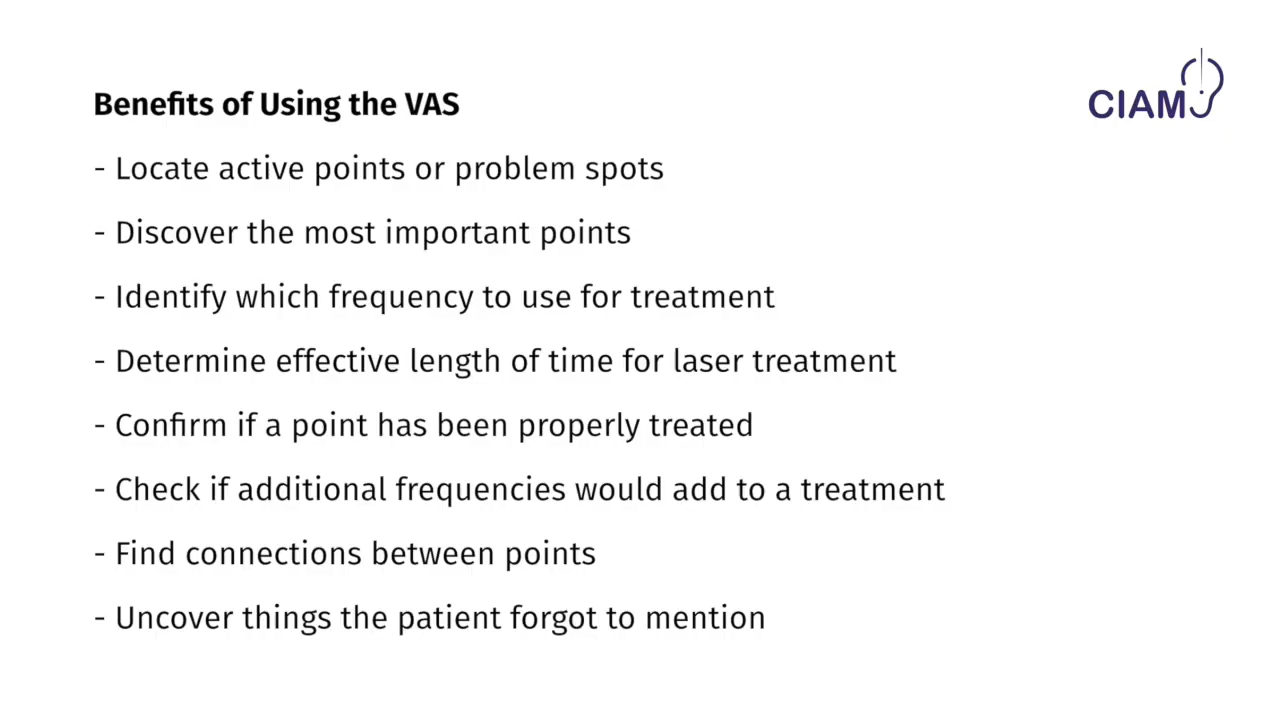 CIAM
Benefits of Using the VAS
- Locate active points or problem spots
- Discover the most important points
- Identify which frequency to use for treatment
- Determine effective length of time for laser treatment
- Confirm if a point has been properly treated
- Check if additional frequencies would add to a treatment
- Find connections between points
- Uncover things the patient forgot to mention